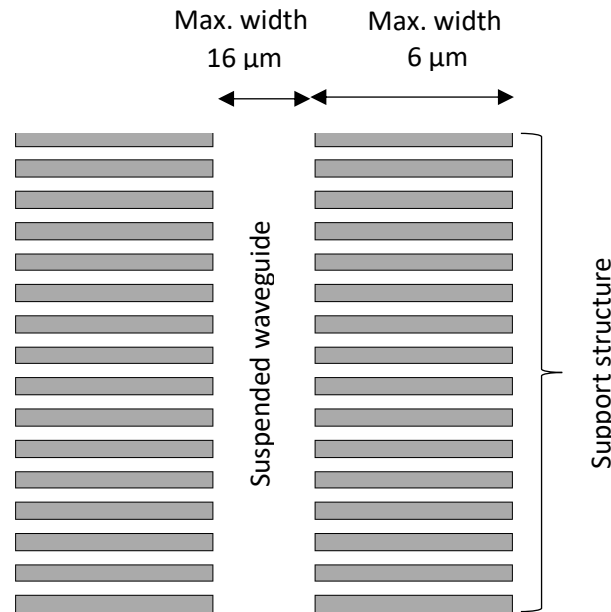 Max. width
16 µm
Max. width
6 µm
Suspended waveguide
Support structure